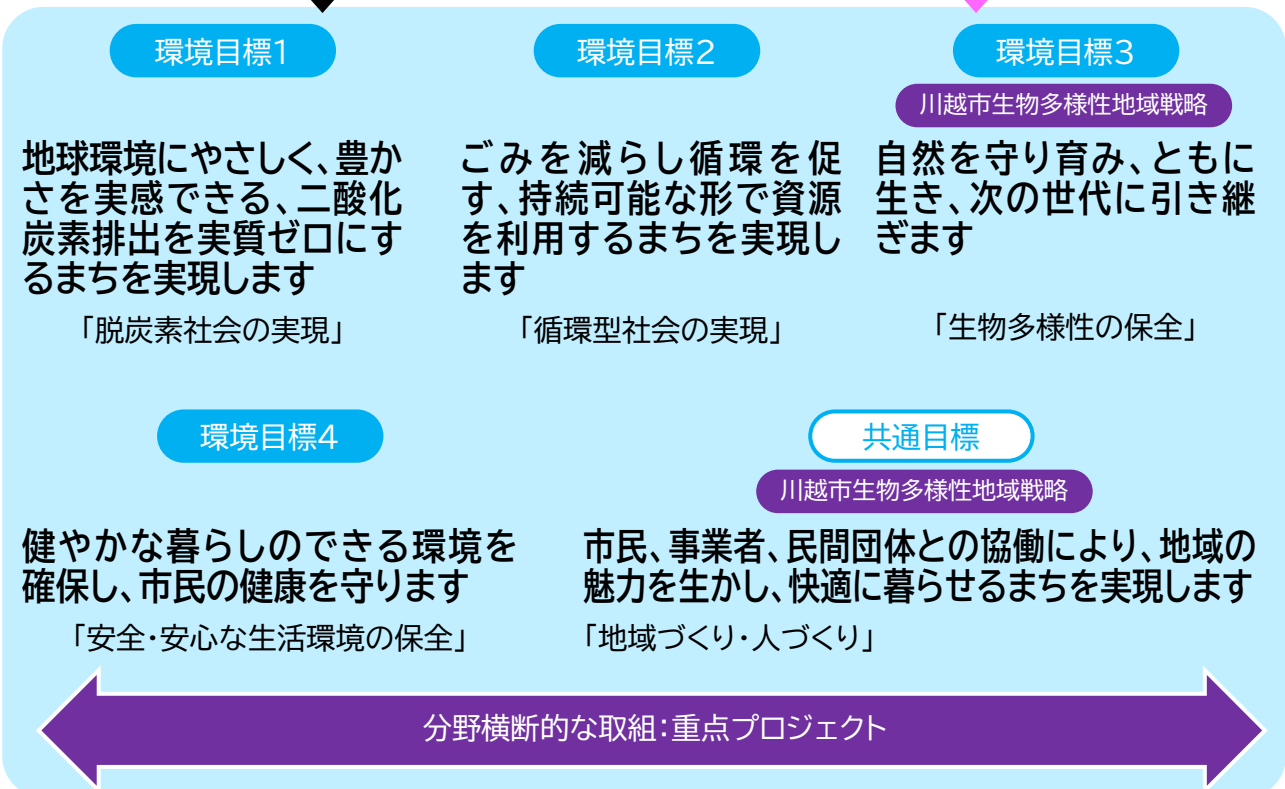 環境目標1
環境目標2
環境目標3
川越市生物多様性地域戦略
地球環境にやさしく、豊か
さを実感できる、二酸化
炭素排出を実質ゼロにす
るまちを実現します
「脱炭素社会の実現」
ごみを減らし循環を促
す、持続可能な形で資源
を利用するまちを実現し
ます
「循環型社会の実現」
自然を守り育み、ともに
生き、次の世代に引き継
ぎます
「生物多様性の保全」
環境目標4
健やかな暮らしのできる環境を
確保し、市民の健康を守ります
「安全・安心な生活環境の保全」
共通目標
川越市生物多様性地域戦略
市民、事業者、民間団体との協働により、地域の
魅力を生かし、快適に暮らせるまちを実現します
「地域づくり・人づくり」
分野横断的な取組：重点プロジェクト